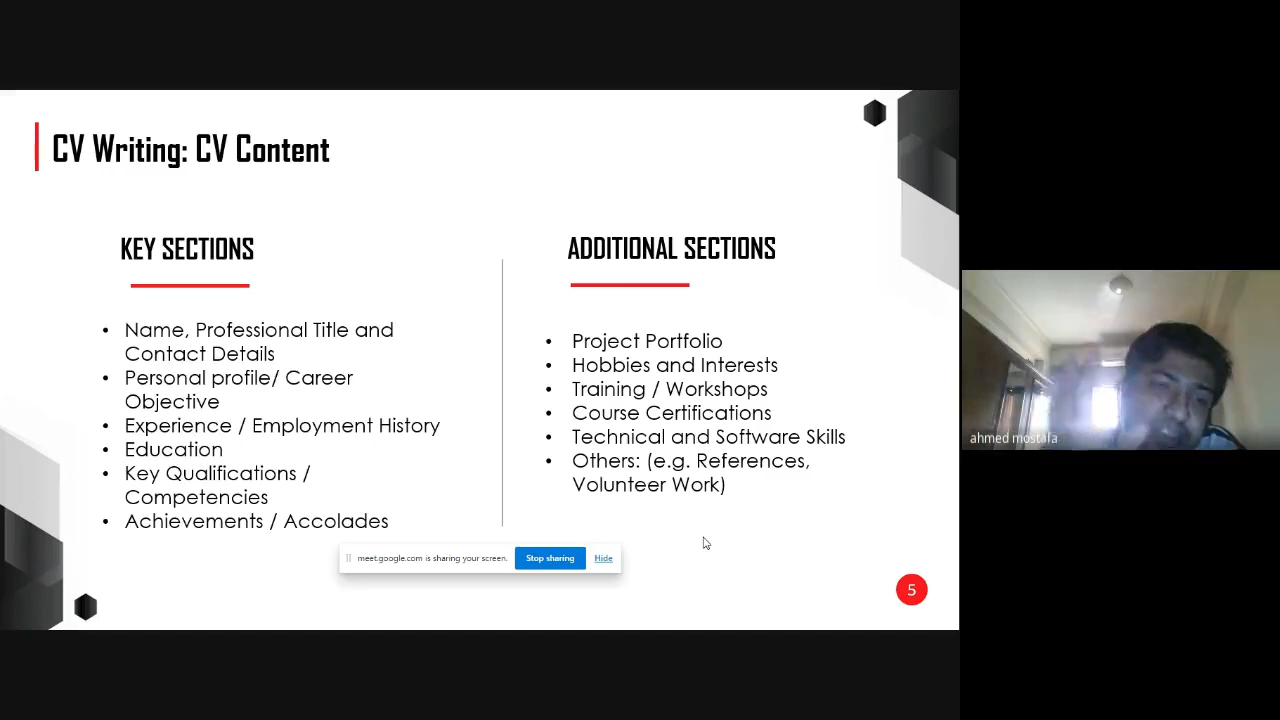 CV Writing: CV Content
KEY SECTIONS
• Name, Professional Title and
Contact Details
• Personal profile/ Career
Objective
• Experience / Employment History
• Education
• Key Qualifications /
Competencies
• Achievements / Accolades
ADDITIONAL SECTIONS
• Project Portfolio
• Hobbies and Interests
• Training / Workshops
• Course Certifications
• Technical and Software Skills
• Others: (e.g. References,
Volunteer Work)
meet.google.com is sharing your screen. Stop sharing Hide
5
ahmed mostafa